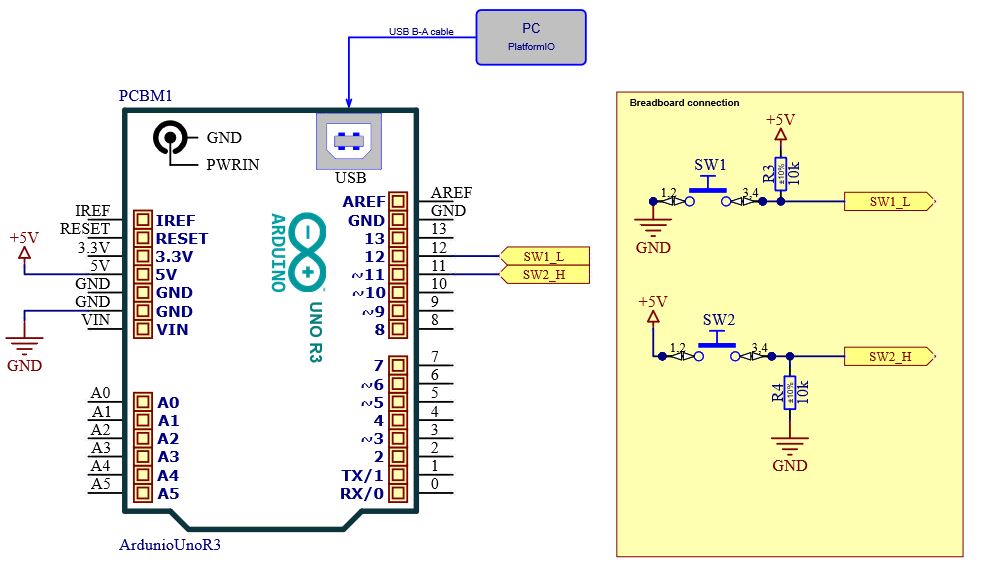 PC
PlatformIO
USB B-A cable
PCBM1
GND
PWRIN
USB
IREF
RESET
3.3V
5V
GND
GND
VIN
+5V
GND
IREF
RESET
3.3V
5V
GND
GND
VIN
ARDUINO
UNO R3
AREF
GND
13
12
~11
~10
~9
8
AREF
GND
13
12
11
10
9
8
SW1_L
SW2_H
7
~6
~5
4
~3
2
TX/1
RX/0
7
6
5
4
3
2
1
0
A0
A1
A2
A3
A4
A5
A0
A1
A2
A3
A4
A5
ArdunioUnoR3
Breadboard connection
+5V
SW1
R3
±10%
10k
1,2
3,4
SW1_L
GND
+5V
SW2
1,2
3,4
SW2_H
R4
±10%
10k
GND